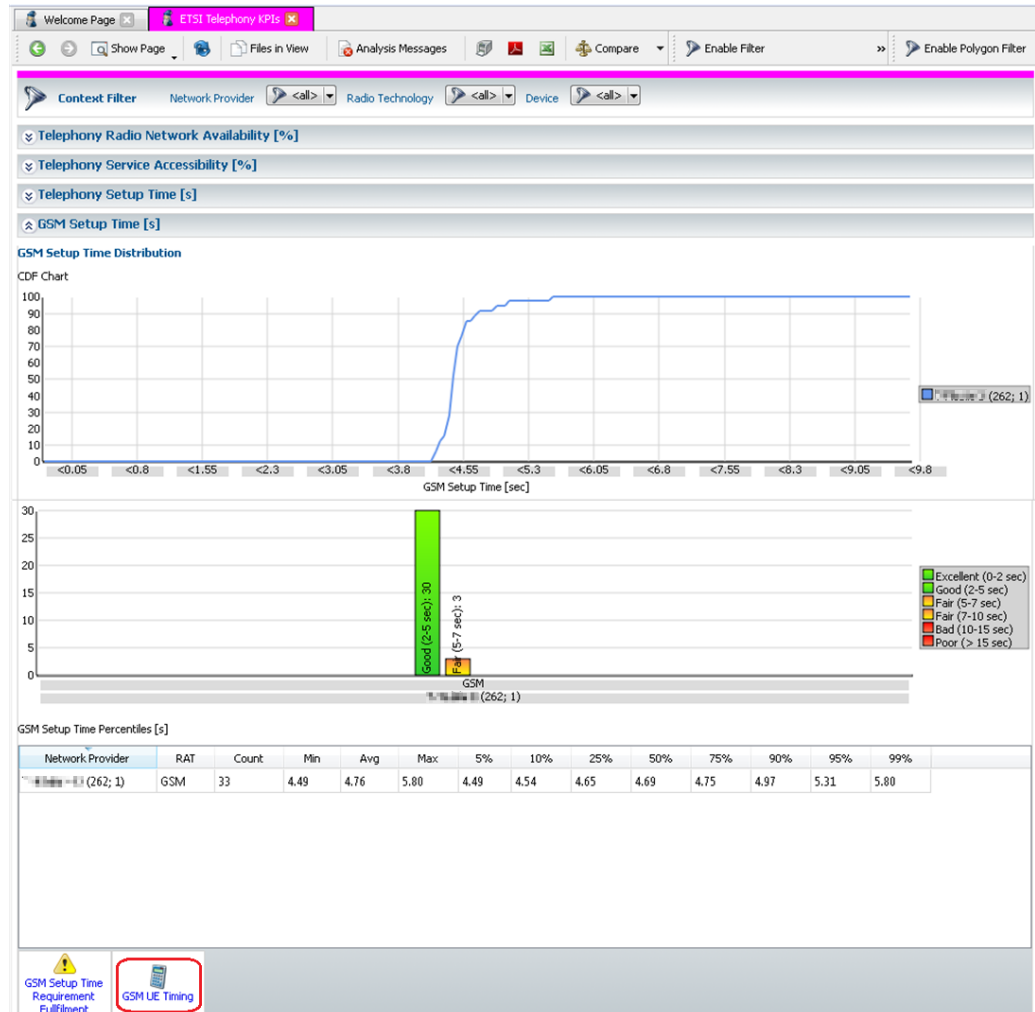 Welcome Page
ETSI Telephony KPIs
Show Page
Files in View
Analysis Messages
Compare
Enable Filter
»
Enable Polygon Filter
Context Filter
Network Provider
<all>
Radio Technology
<all>
Device
<all>
Telephony Radio Network Availability [%]
Telephony Service Accessibility [%]
Telephony Setup Time [s]
GSM Setup Time [s]
GSM Setup Time Distribution
CDF Chart
100
90
80
70
60
50
40
30
20
10
0
<0.05 <0.8 <1.55 <2.3 <3.05 <3.8 <4.55 <5.3 <6.05 <6.8 <7.55 <8.3 <9.05 <9.8
GSM Setup Time [sec]
(262; 1)
30
25
20
15
10
5
0
Good (2-5 sec): 30
Fair (5-7 sec): 3
GSM
(262; 1)
Excellent (0-2 sec)
Good (2-5 sec)
Fair (5-7 sec)
Fair (7-10 sec)
Bad (10-15 sec)
Poor (> 15 sec)
GSM Setup Time Percentiles [s]
Network Provider RAT Count Min Avg Max 5% 10% 25% 50% 75% 90% 95% 99%
(262; 1) GSM 33 4.49 4.76 5.80 4.49 4.54 4.65 4.69 4.75 4.97 5.31 5.80
GSM Setup Time
Requirement
Fullfilment
GSM UE Timing